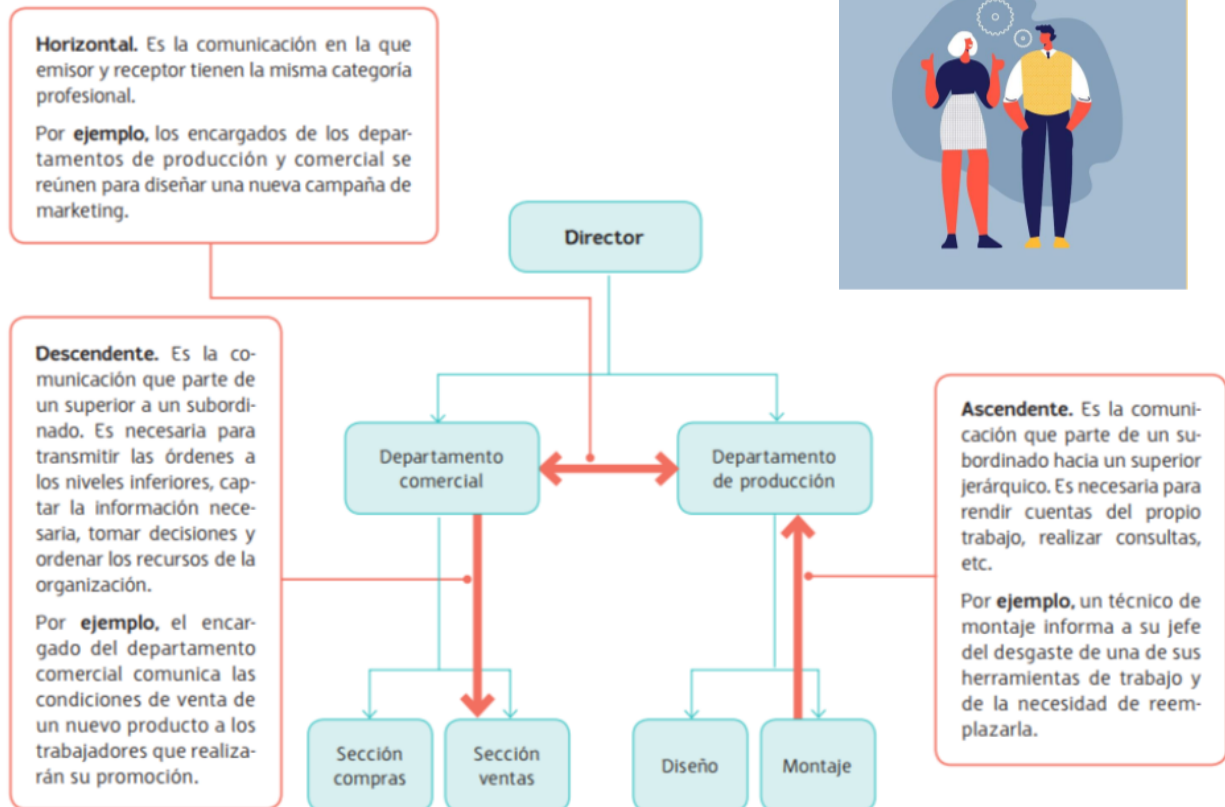 Horizontal. Es la comunicación en la que
emisor y receptor tienen la misma categoría
profesional.
Por ejemplo, los encargados de los depar-
tamentos de producción y comercial se
reúnen para diseñar una nueva campaña de
marketing.
Director
Descendente. Es la co-
municación que parte de
un superior a un subordi-
nado. Es necesaria para
transmitir las órdenes a
los niveles inferiores, cap-
tar la información nece-
saria, tomar decisiones y
ordenar los recursos de la
organización.
Por ejemplo, el encar-
gado del departamento
comercial comunica las
condiciones de venta de
un nuevo producto a los
trabajadores que realiza-
rán su promoción.
Departamento
comercial
Departamento
de producción
Ascendente. Es la comuni-
cación que parte de un su-
bordinado hacia un superior
jerárquico. Es necesaria para
rendir cuentas del propio
trabajo, realizar consultas,
etc.
Por ejemplo, un técnico de
montaje informa a su jefe
del desgaste de una de sus
herramientas de trabajo y
de la necesidad de reem-
plazarla.
Sección
compras
Sección
ventas
Diseño
Montaje